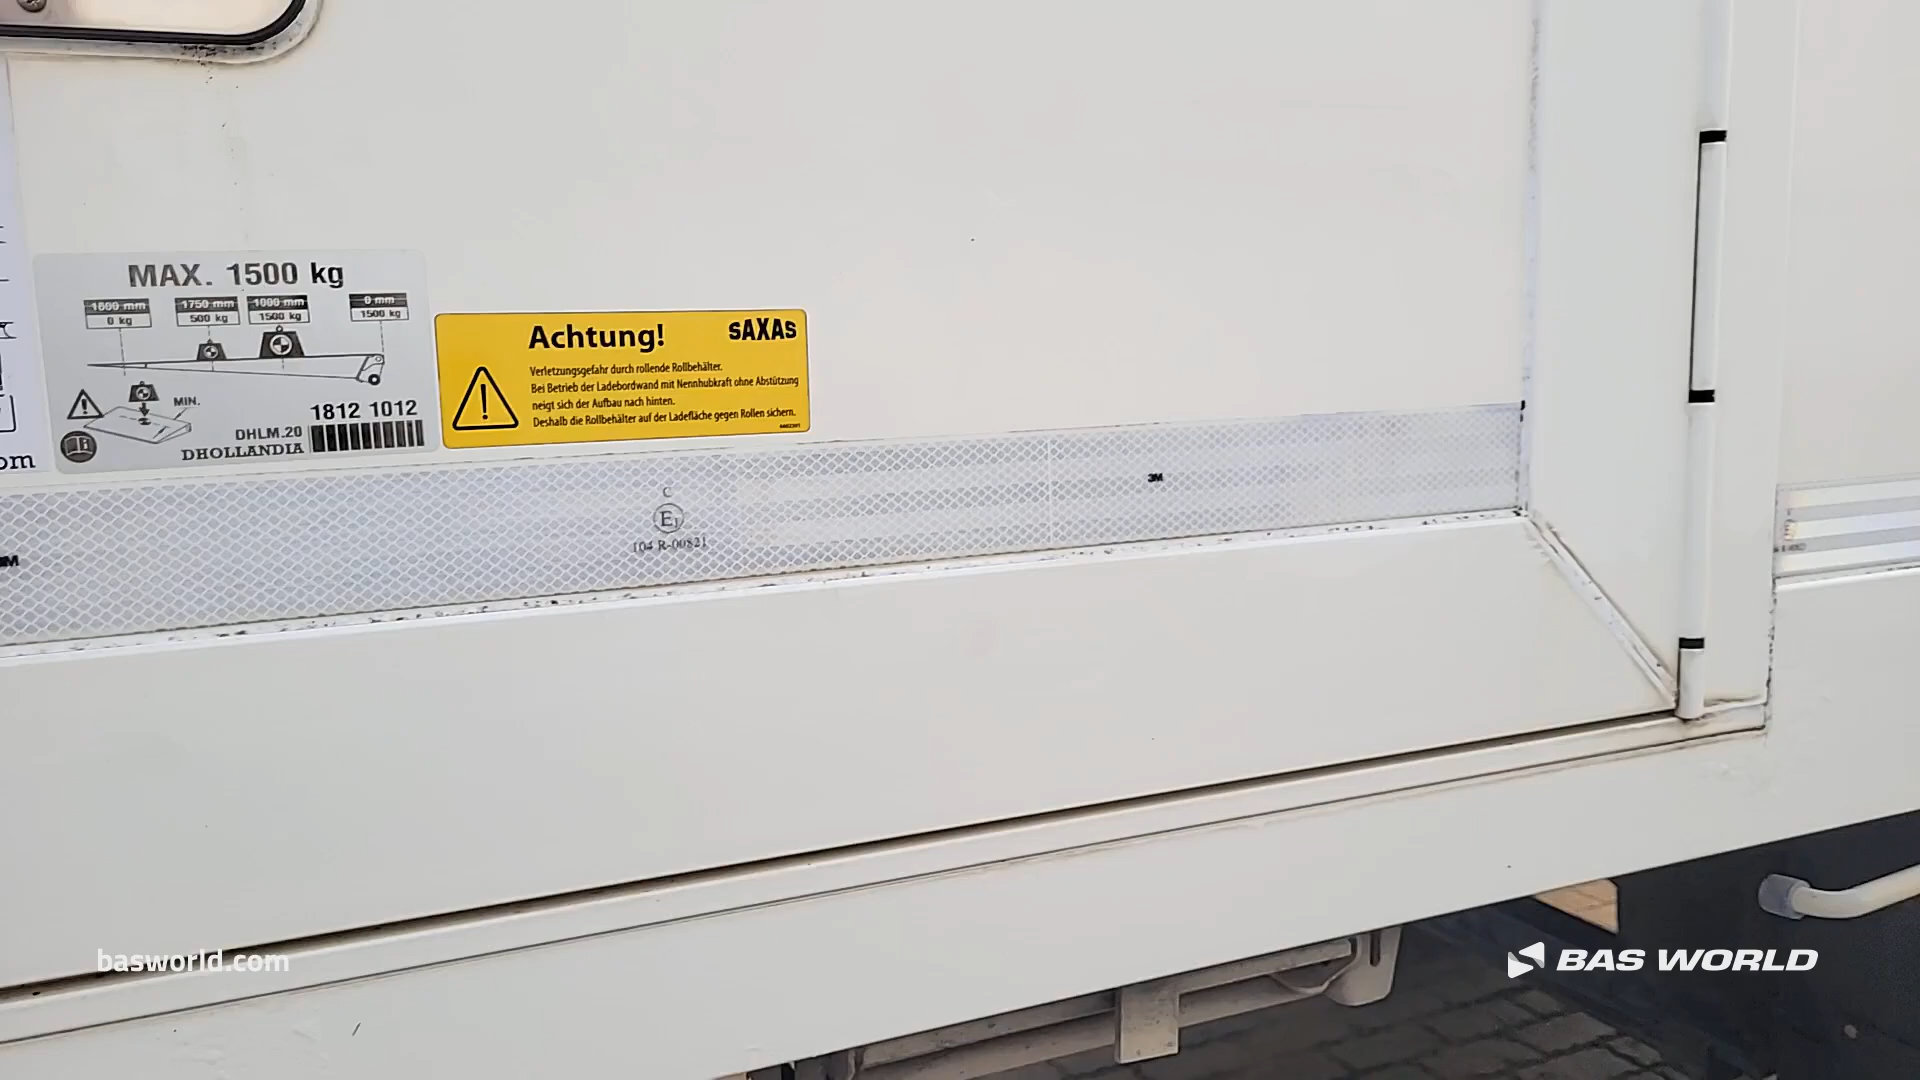 MAX. 1500 kg
1800 mm 1750 mm 1000 mm 0 mm
0 kg 500 kg 1500 kg 1500 kg
MIN.
1812 1012
DHLM.20
DHOLLANDIA
om
Achtung! SAXAS
Verletzungsgefahr durch rollende Rollbehälter.
Bei Betrieb der Ladebordwand mit Nennhubkraft ohne Abstützung
neigt sich der Aufbau nach hinten.
Deshalb die Rollbehälter auf der Ladefläche gegen Rollen sichern.
3M
C
E1
104 R-00821
basworld.com
BAS WORLD